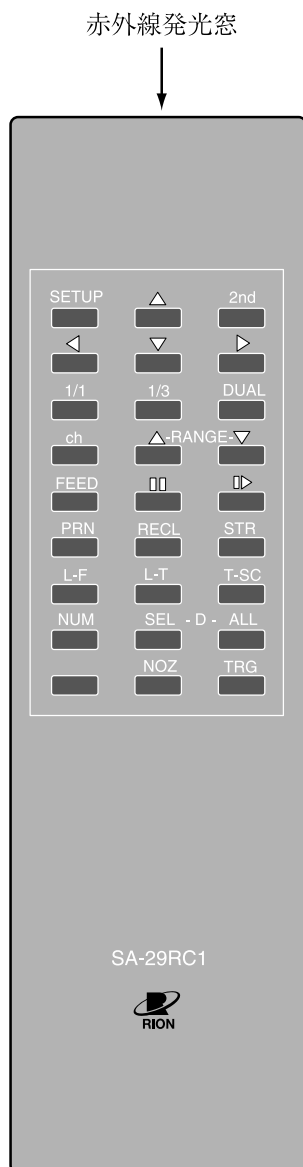 赤外線発光窓
SETUP △ 2nd
◁ ▽ ▷
1/1 1/3 DUAL
ch △-RANGE-▽
FEED
PRN RECL STR
L-F L-T T-SC
NUM SEL - D - ALL
NOZ TRG
SA-29RC1
RION